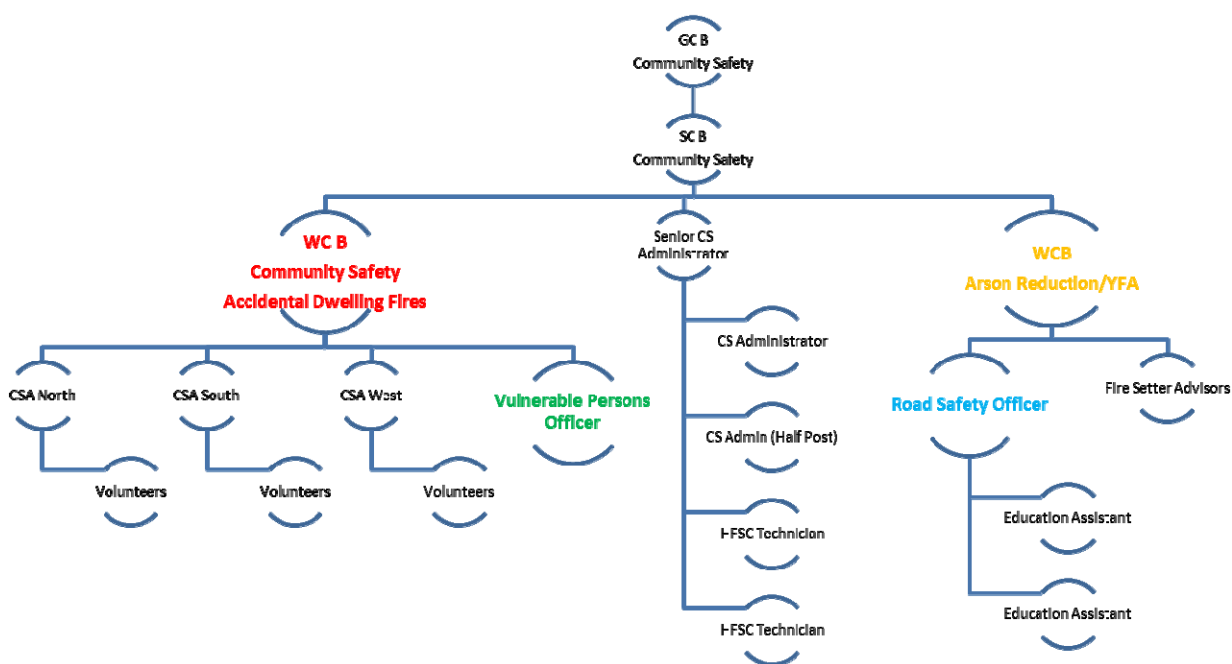 GC B
Community Safety
SC B
Community Safety
WC B
Community Safety
Accidental Dwelling Fires
Senior CS
Administrator
WCB
Arson Reduction/YFA
CSA North
CSA South
CSA West
Vulnerable Persons
Officer
CS Administrator
CS Admin (Half Post)
HFSC Technician
HFSC Technician
Road Safety Officer
Fire Setter Advisors
Volunteers
Volunteers
Volunteers
Education Assistant
Education Assistant